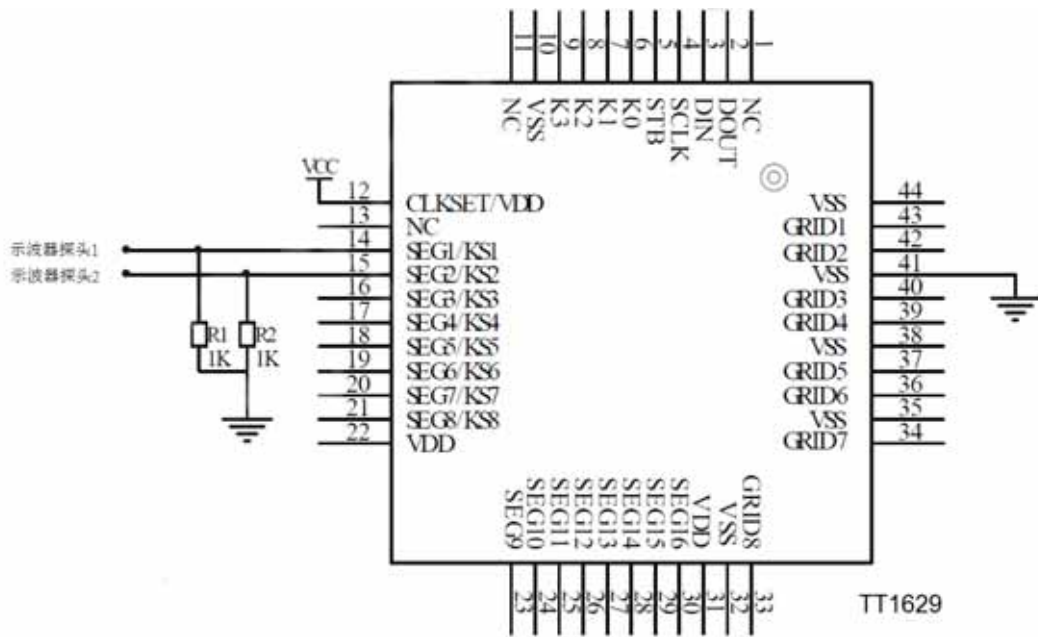 11 10 9 8 7 6 5 4 3 2 1
NC VSS K3 K2 K1 K0 STB SCLK DIN DOUT NC
VCC
12 CLKSET/VDD
13 NC
示波器探头1 14 SEG1/KS1
示波器探头2 15 SEG2/KS2
16 SEG3/KS3
17 SEG4/KS4
18 SEG5/KS5
19 SEG6/KS6
20 SEG7/KS7
21 SEG8/KS8
22 VDD
R1 R2
1K 1K
VSS 44
GRID1 43
GRID2 42
VSS 41
GRID3 40
GRID4 39
VSS 38
GRID5 37
GRID6 36
VSS 35
GRID7 34
SEG9 SEG10 SEG11 SEG12 SEG13 SEG14 SEG15 SEG16 VDD VSS GRID8
23 24 25 26 27 28 29 30 31 32 33
TT1629